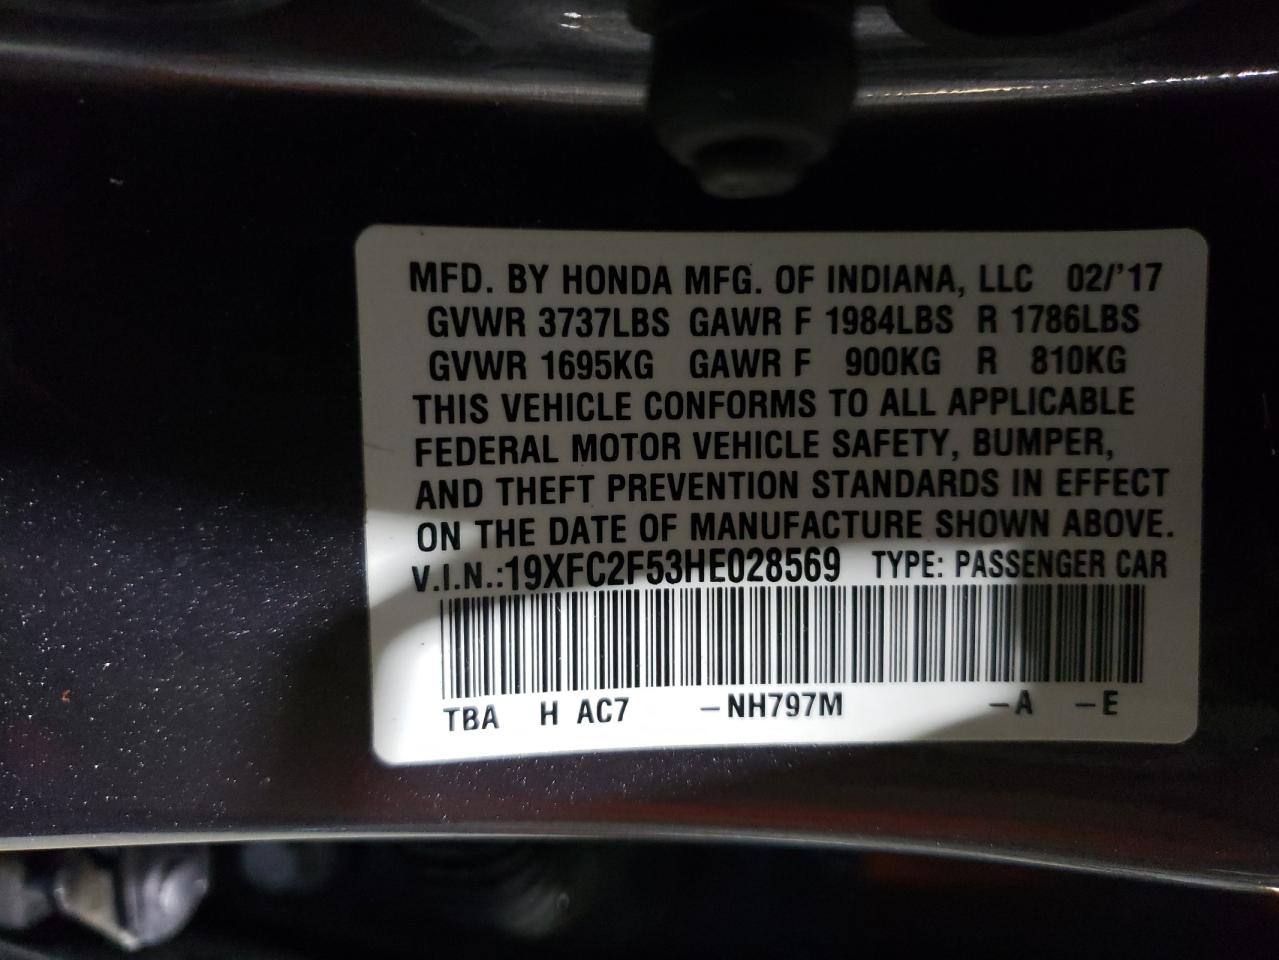 MFD. BY HONDA MFG. OF INDIANA, LLC 02/'17
GVWR 3737LBS GAWR F 1984LBS R 1786LBS
GVWR 1695KG GAWR F 900KG R 810KG
THIS VEHICLE CONFORMS TO ALL APPLICABLE
FEDERAL MOTOR VEHICLE SAFETY, BUMPER,
AND THEFT PREVENTION STANDARDS IN EFFECT
ON THE DATE OF MANUFACTURE SHOWN ABOVE.
V.I.N.:19XFC2F53HE028569 TYPE: PASSENGER CAR
TBA H AC7 -NH797M -A -E